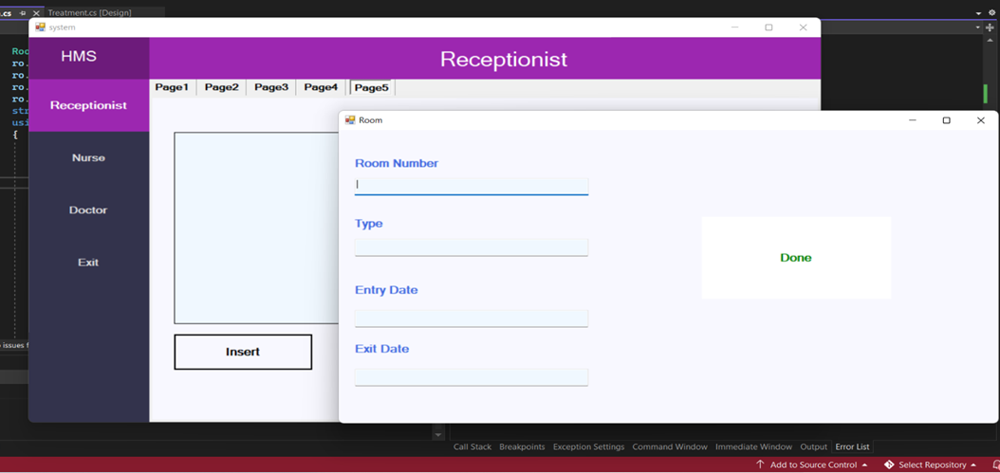 .cs
Treatment.cs [Design]
system
HMS
Receptionist
Receptionist
Nurse
Doctor
Exit
Page1
Page2
Page3
Page4
Page5
Insert
Room
Room Number
Type
Entry Date
Exit Date
Done
ro.
ro.
ro.
ro.
str
usi
{
issues f
Call Stack Breakpoints Exception Settings Command Window Immediate Window Output Error List
Add to Source Control
Select Repository